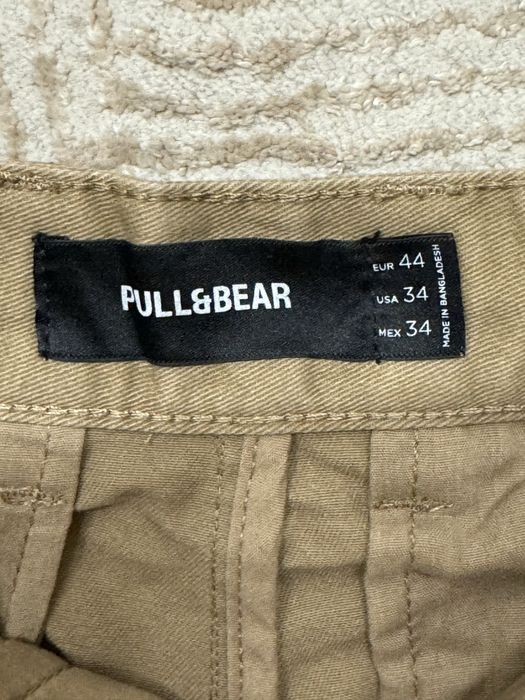 PULL&BEAR
EUR 44
USA 34
MEX 34
MADE IN BANGLADESH